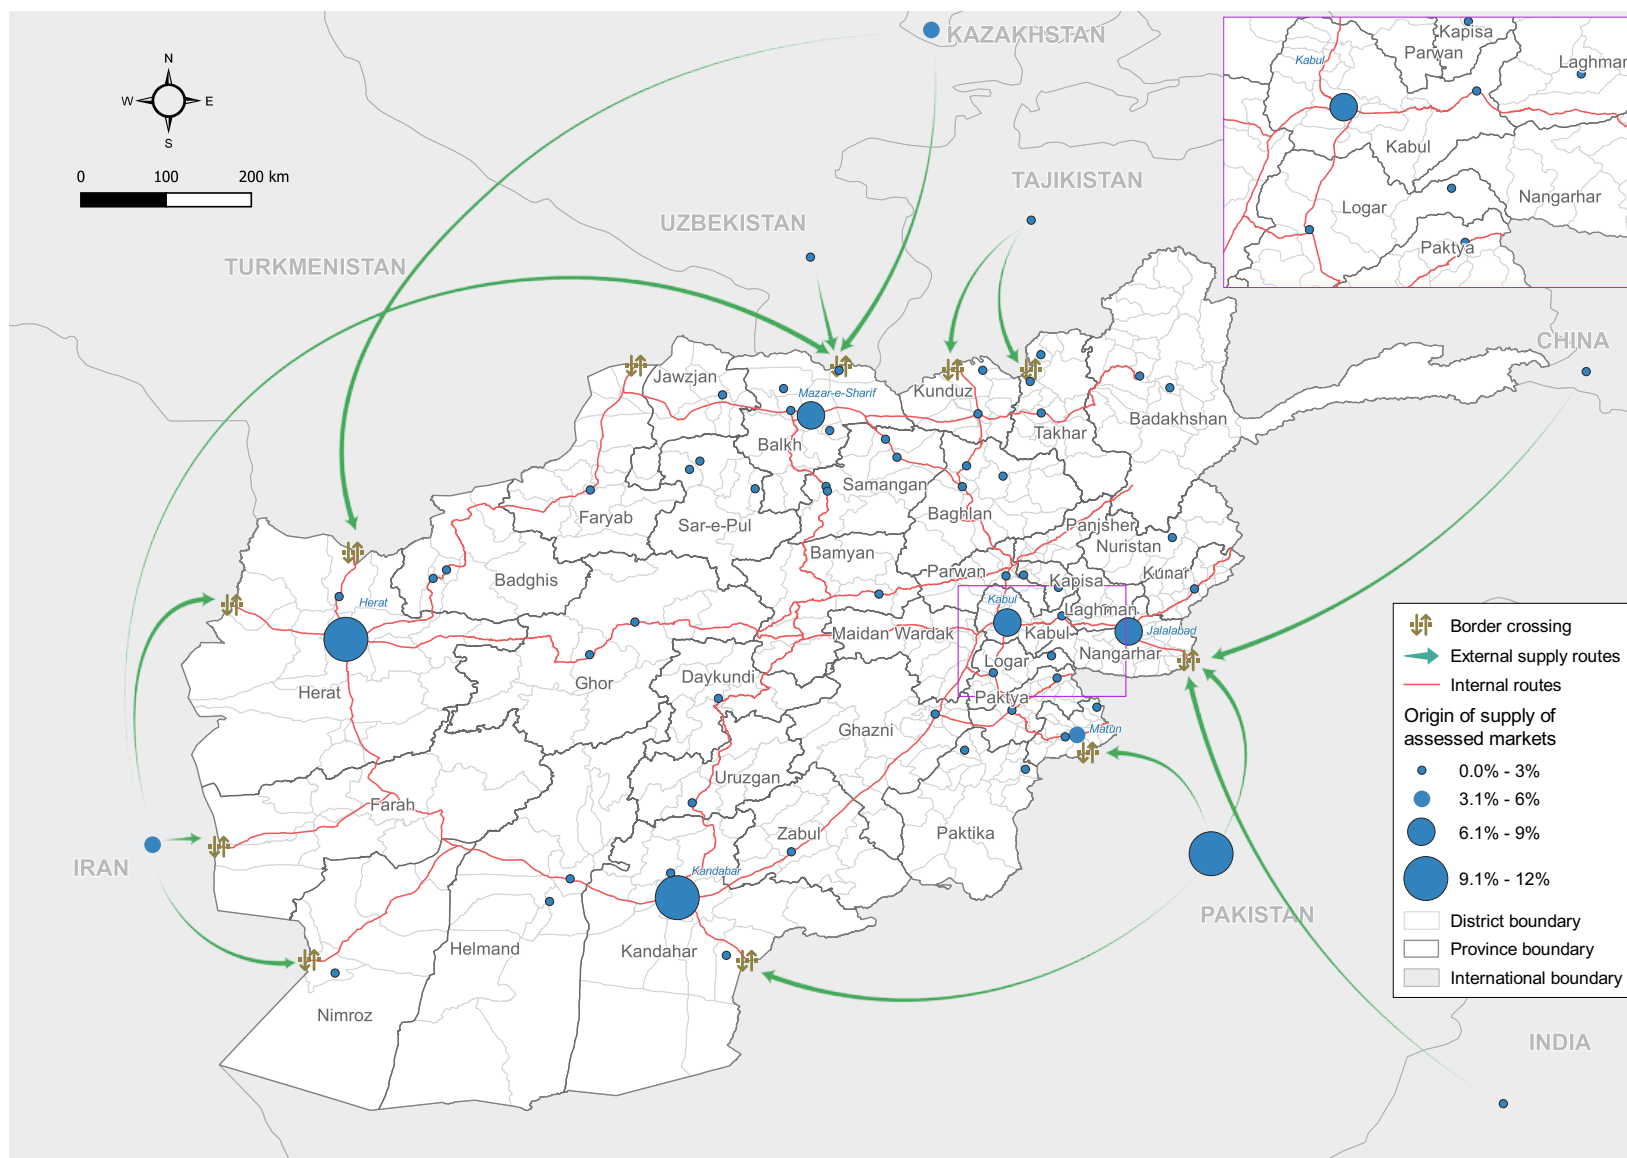 KAZAKHSTAN
Kapisa
Parwan
Kabul
Laghman
N
W
E
S
Kabul
0
100
200 km
TAJIKISTAN
Nangarhar
Logar
UZBEKISTAN
Paktya
TURKMENISTAN
CHINA
Jawzjan
Mazar-e-Sharif
Kunduz
Badakhshan
Takhar
Balkh
Samangan
Faryab
Sar-e-Pul
Baghlan
Panjsher
Nuristan
Bamyan
Badghis
Parwan
Kapisa
Kunar
Herat
Kabul
Laghman
Maidan Wardak
Kabul
Jalalabad
Nangarhar
Logar
Herat
Ghor
Daykundi
Paktya
Ghazni
Matun
Uruzgan
Farah
Zabul
Paktika
IRAN
Kandahar
PAKISTAN
Helmand
Kandahar
Nimroz
INDIA
Border crossing
External supply routes
Internal routes
Origin of supply of
assessed markets
0.0% - 3%
3.1% - 6%
6.1% - 9%
9.1% - 12%
District boundary
Province boundary
International boundary